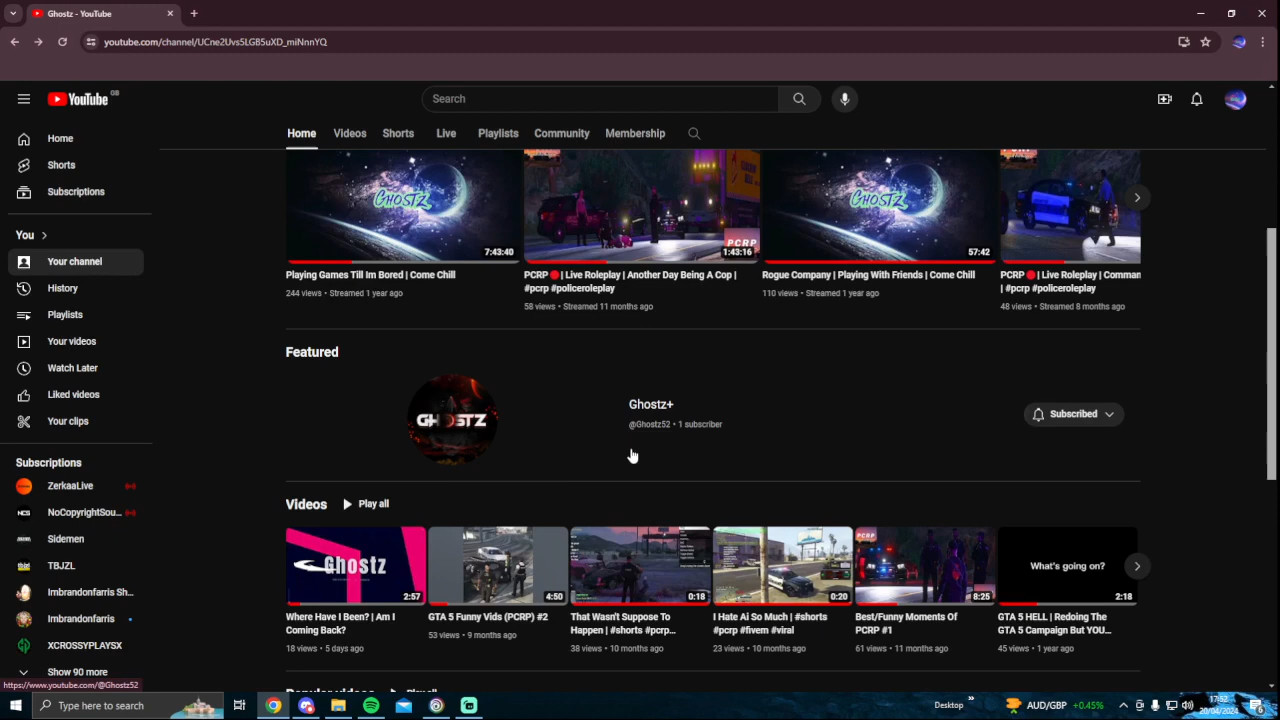 Ghostz - YouTube
youtube.com/channel/UCne2Uvs5LGB5uXD_miNnnYQ
YouTube GB
Search
Home Videos Shorts Live Playlists Community Membership
Home
Shorts
Subscriptions
You
Your channel
History
Playlists
Your videos
Watch Later
Liked videos
Your clips
Subscriptions
ZerkaaLive
NoCopyrightSou...
Sidemen
TBJZL
Imbrandonfarris Sh...
Imbrandonfarris
XCROSSYPLAYSX
Show 90 more
GHOSTZ
7:43:40
PCRP
1:43:16
GHOSTZ
57:42
Playing Games Till Im Bored | Come Chill
244 views • Streamed 1 year ago
PCRP🔴| Live Roleplay | Another Day Being A Cop |
#pcrp #policeroleplay
58 views • Streamed 11 months ago
Rogue Company | Playing With Friends | Come Chill
110 views • Streamed 1 year ago
PCRP🔴| Live Roleplay | Comman
| #pcrp #policeroleplay
48 views • Streamed 8 months ago
Featured
GHOSTZ
Ghostz+
@Ghostz52 • 1 subscriber
Subscribed
Videos Play all
Ghostz
2:57
4:50
0:18
0:20
PCRP
8:25
What's going on?
2:18
Where Have I Been? | Am I
Coming Back?
18 views • 5 days ago
GTA 5 Funny Vids (PCRP) #2
53 views • 9 months ago
That Wasn't Suppose To
Happen | #shorts #pcrp...
38 views • 10 months ago
I Hate Ai So Much | #shorts
#pcrp #fivem #viral
23 views • 10 months ago
Best/Funny Moments Of
PCRP #1
61 views • 11 months ago
GTA 5 HELL | Redoing The
GTA 5 Campaign But YOU...
45 views • 1 year ago
https://www.youtube.com/@Ghostz52
Type here to search
Desktop
AUD/GBP +0.45%
17:52
20/04/2024